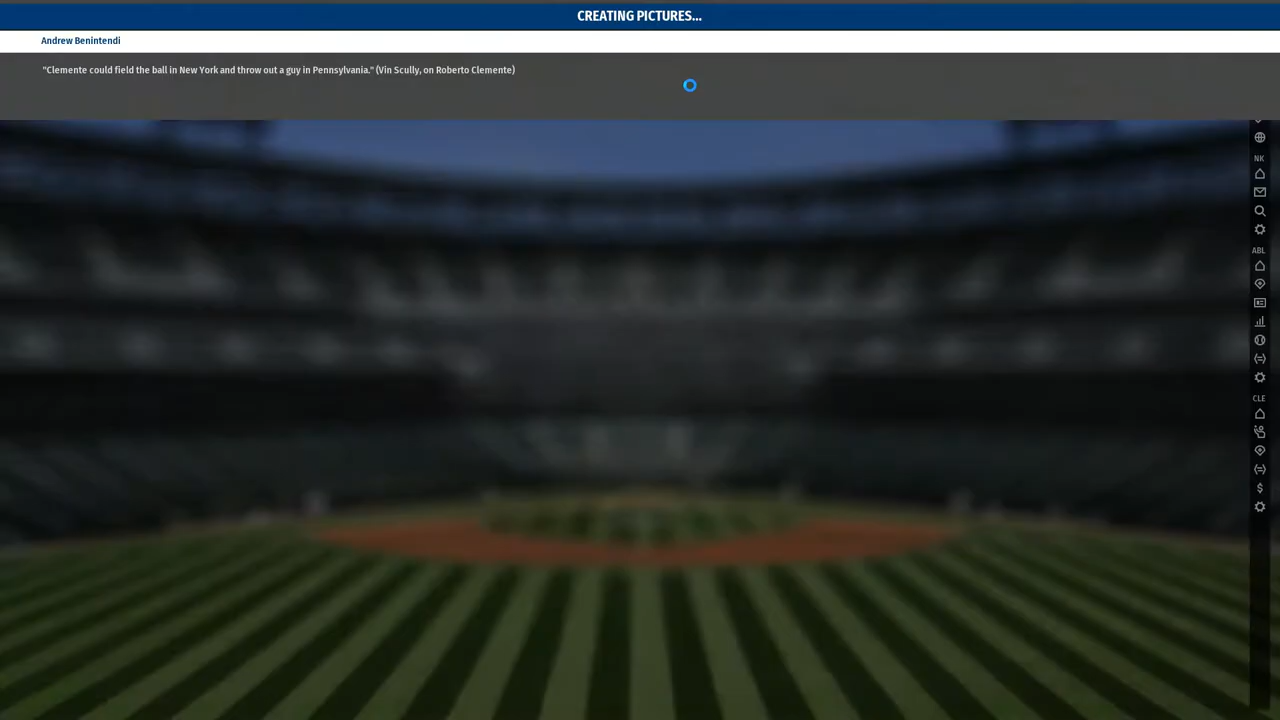 CREATING PICTURES...
Andrew Benintendi
"Clemente could field the ball in New York and throw out a guy in Pennsylvania." (Vin Scully, on Roberto Clemente)
NK
ABL
CLE